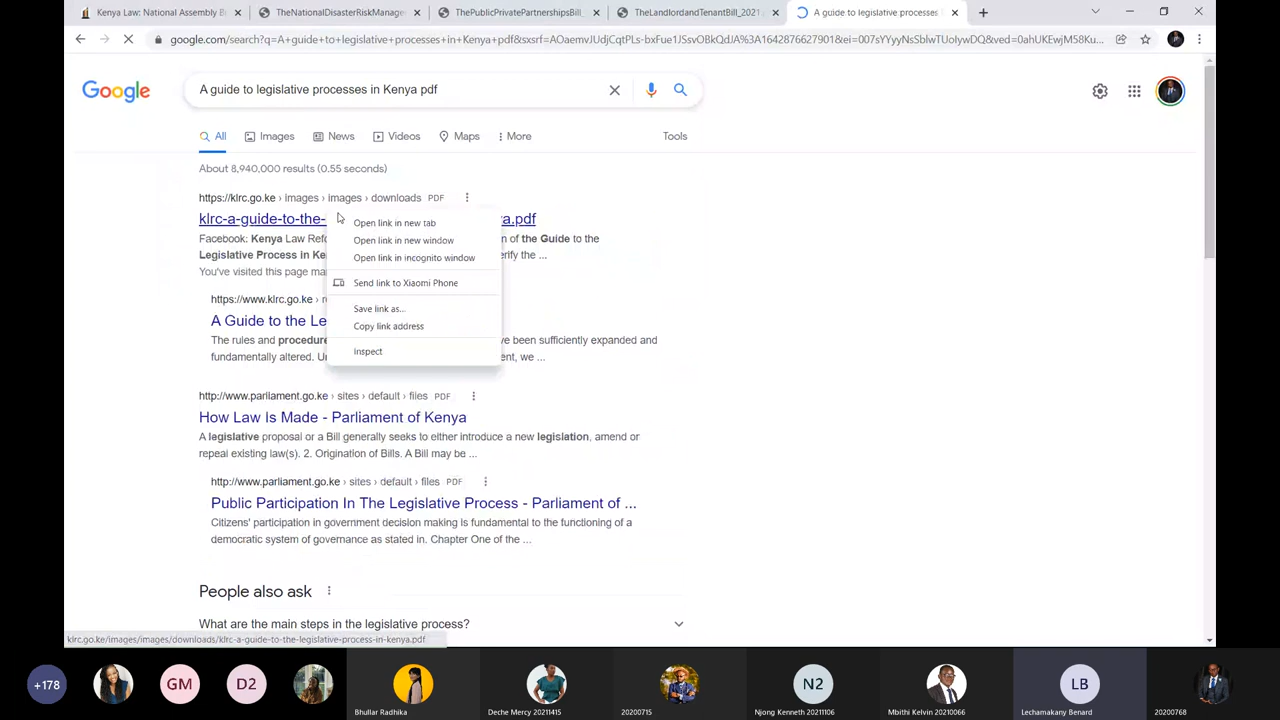 Kenya Law: National Assembly B
TheNationalDisasterRiskManage
ThePublicPrivatePartnershipsBill_
TheLandlordandTenantBill_2021
A guide to legislative processes
google.com/search?q=A+guide+to+legislative+processes+in+Kenya+pdf&sxsrf=AOaemvJUdjCqtPLs-bxFue1JSsvOBkQdJA%3A1642876627901&ei=007sYYyyNsSblwTUoIywDQ&ved=0ahUKEwjM58Ku...
Google
A guide to legislative processes in Kenya pdf
All
Images
News
Videos
Maps
More
Tools
About 8,940,000 results (0.55 seconds)
https://klrc.go.ke › images › images › downloads PDF
klrc-a-guide-to-the-
a.pdf
Facebook: Kenya Law Refo
n of the Guide to the
Legislative Process in Ke
erify the ...
You've visited this page ma
https://www.klrc.go.ke › r
A Guide to the Le
The rules and procedure
ve been sufficiently expanded and
fundamentally altered. Un
ent, we ...
Open link in new tab
Open link in new window
Open link in incognito window
Send link to Xiaomi Phone
Save link as...
Copy link address
Inspect
http://www.parliament.go.ke › sites › default › files PDF
How Law Is Made - Parliament of Kenya
A legislative proposal or a Bill generally seeks to either introduce a new legislation, amend or
repeal existing law(s). 2. Origination of Bills. A Bill may be ...
http://www.parliament.go.ke › sites › default › files PDF
Public Participation In The Legislative Process - Parliament of ...
Citizens' participation in government decision making is fundamental to the functioning of a
democratic system of governance as stated in. Chapter One of the ...
People also ask
What are the main steps in the legislative process?
klrc.go.ke/images/images/downloads/klrc-a-guide-to-the-legislative-process-in-kenya.pdf
+178
GM
D2
N2
LB
Bhullar Radhika
Deche Mercy 20211415
20200715
Njong Kenneth 20211106
Mbithi Kelvin 20210066
Lechamakany Benard
20200768